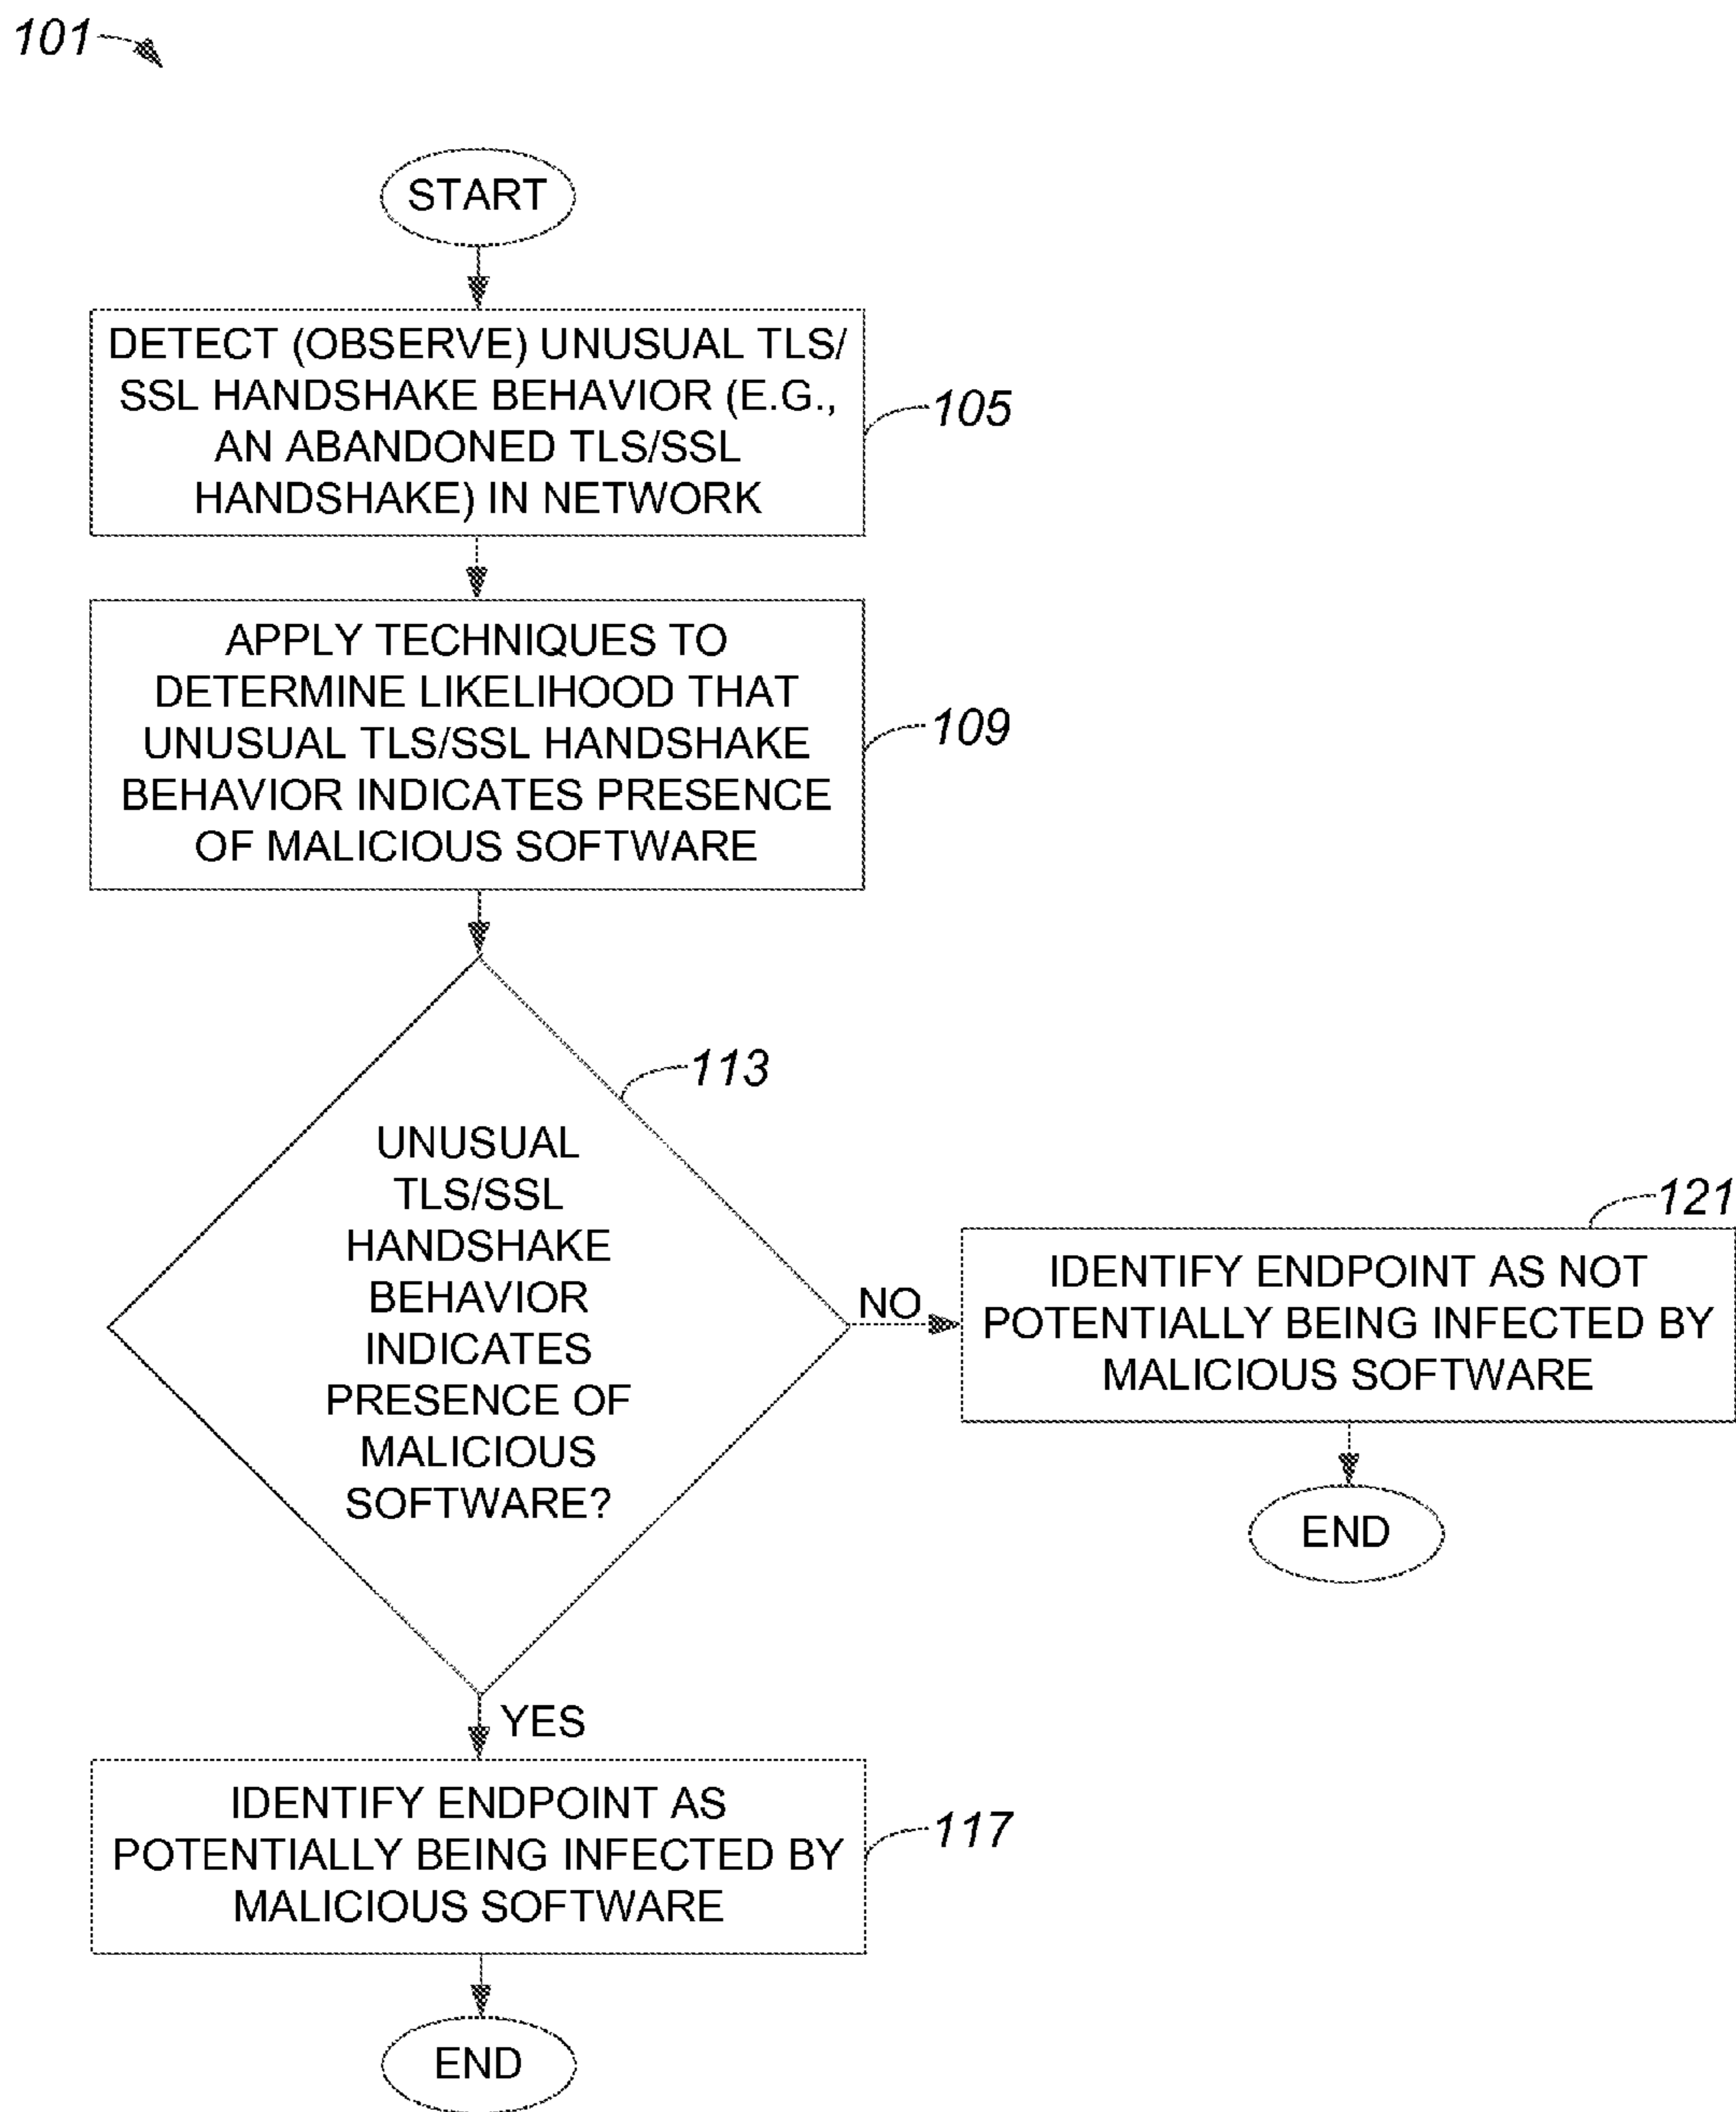 101
START
DETECT (OBSERVE) UNUSUAL TLS/
SSL HANDSHAKE BEHAVIOR (E.G.,
AN ABANDONED TLS/SSL
HANDSHAKE) IN NETWORK
105
APPLY TECHNIQUES TO
DETERMINE LIKELIHOOD THAT
UNUSUAL TLS/SSL HANDSHAKE
BEHAVIOR INDICATES PRESENCE
OF MALICIOUS SOFTWARE
109
113
UNUSUAL
TLS/SSL
HANDSHAKE
BEHAVIOR
INDICATES
PRESENCE OF
MALICIOUS
SOFTWARE?
NO
121
IDENTIFY ENDPOINT AS NOT
POTENTIALLY BEING INFECTED BY
MALICIOUS SOFTWARE
END
YES
IDENTIFY ENDPOINT AS
POTENTIALLY BEING INFECTED BY
MALICIOUS SOFTWARE
117
END